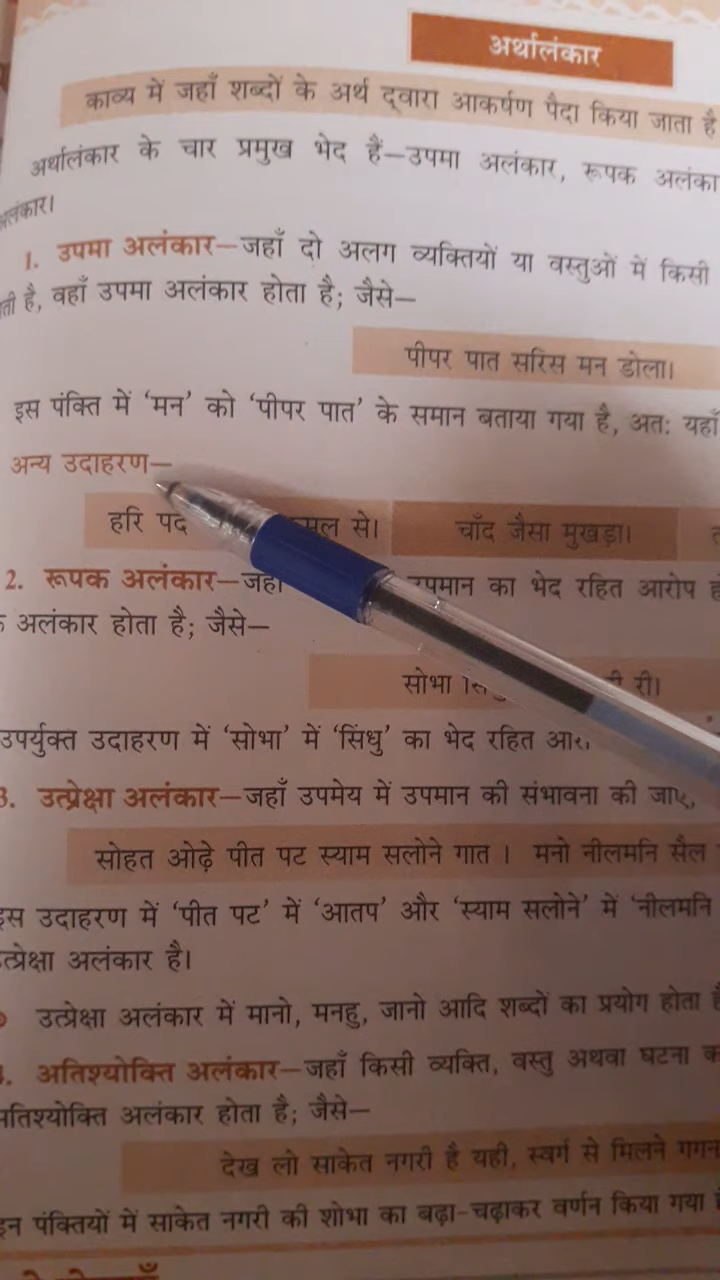 अर्थालंकार
काव्य में जहाँ शब्दों के अर्थ द्वारा आकर्षण पैदा किया जाता है
अर्थालंकार के चार प्रमुख भेद हैं—उपमा अलंकार, रूपक अलंका
अलंकार।
1. उपमा अलंकार—जहाँ दो अलग व्यक्तियों या वस्तुओं में किसी
ती है, वहाँ उपमा अलंकार होता है; जैसे—
पीपर पात सरिस मन डोला।
इस पंक्ति में ‘मन’ को ‘पीपर पात’ के समान बताया गया है, अतः यहाँ
अन्य उदाहरण—
हरि पद से। चाँद जैसा मुखड़ा।
2. रूपक अलंकार—जहाँ उपमान का भेद रहित आरोप
अलंकार होता है; जैसे—
सोभा री।
उपर्युक्त उदाहरण में ‘सोभा’ में ‘सिंधु’ का भेद रहित
3. उत्प्रेक्षा अलंकार—जहाँ उपमेय में उपमान की संभावना की जाए,
सोहत ओढ़े पीत पट स्याम सलोने गात। मनो नीलमनि सैल
इस उदाहरण में ‘पीत पट’ में ‘आतप’ और ‘स्याम सलोने’ में ‘नीलमनि
त्प्रेक्षा अलंकार है।
उत्प्रेक्षा अलंकार में मानो, मनहु, जानो आदि शब्दों का प्रयोग होता है
. अतिश्योक्ति अलंकार—जहाँ किसी व्यक्ति, वस्तु अथवा घटना क
अतिश्योक्ति अलंकार होता है; जैसे—
देख लो साकेत नगरी है यही, स्वर्ग से मिलने गगन
इन पंक्तियों में साकेत नगरी की शोभा का बढ़ा-चढ़ाकर वर्णन किया गया है